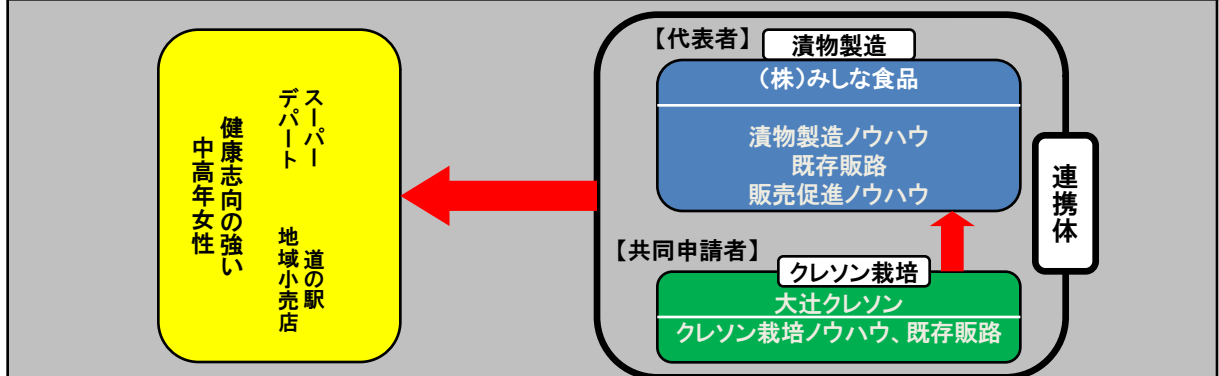 スーパー　道の駅
デパート　地域小売店
健康志向の強い
中高年女性
【代表者】
漬物製造
（株）みしな食品
漬物製造ノウハウ
既存販路
販売促進ノウハウ
連携体
【共同申請者】
クレソン栽培
大辻クレソン
クレソン栽培ノウハウ、既存販路